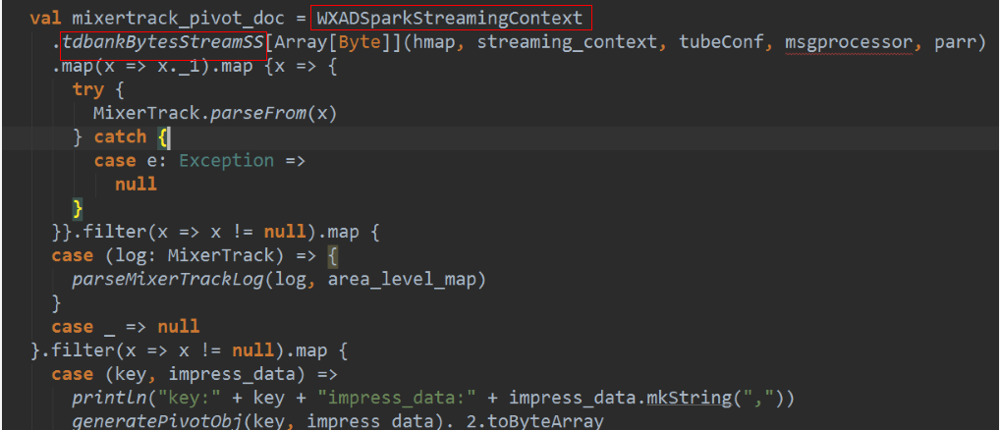 val mixertrack_pivot_doc = WXADSparkStreamingContext
.tdbankBytesStreamSS[Array[Byte]](hmap, streaming_context, tubeConf, msgprocessor, parr)
.map(x => x._1).map {x => {
try {
MixerTrack.parseFrom(x)
} catch {
case e: Exception =>
null
}
}}.filter(x => x != null).map {
case (log: MixerTrack) => {
parseMixerTrackLog(log, area_level_map)
}
case _ => null
}.filter(x => x != null).map {
case (key, impress_data) =>
println("key:" + key + "impress_data:" + impress_data.mkString(","))
generatePivotObj(key, impress_data)._2.toByteArray